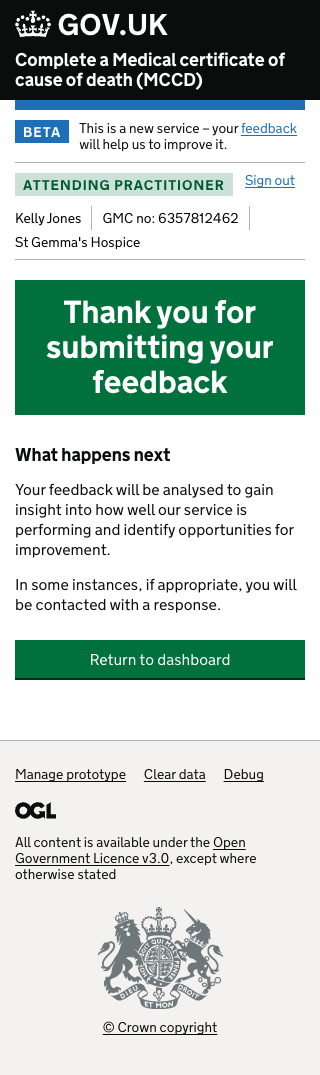 GOV.UK
Complete a Medical certificate of
cause of death (MCCD)
BETA
This is a new service – your feedback
will help us to improve it.
ATTENDING PRACTITIONER
Sign out
Kelly Jones
GMC no: 6357812462
St Gemma's Hospice
Thank you for
submitting your
feedback
What happens next
Your feedback will be analysed to gain
insight into how well our service is
performing and identify opportunities for
improvement.
In some instances, if appropriate, you will
be contacted with a response.
Return to dashboard
Manage prototype
Clear data
Debug
OGL
All content is available under the Open
Government Licence v3.0, except where
otherwise stated
DIEU ET MON DROIT
© Crown copyright